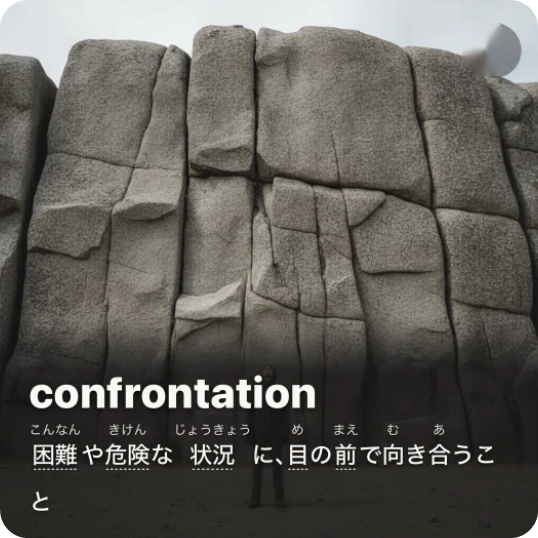 confrontation
こんなん きけん じょうきょう め まえ む あ
困難や危険な 状況 に、目の前で向き合うこ
と